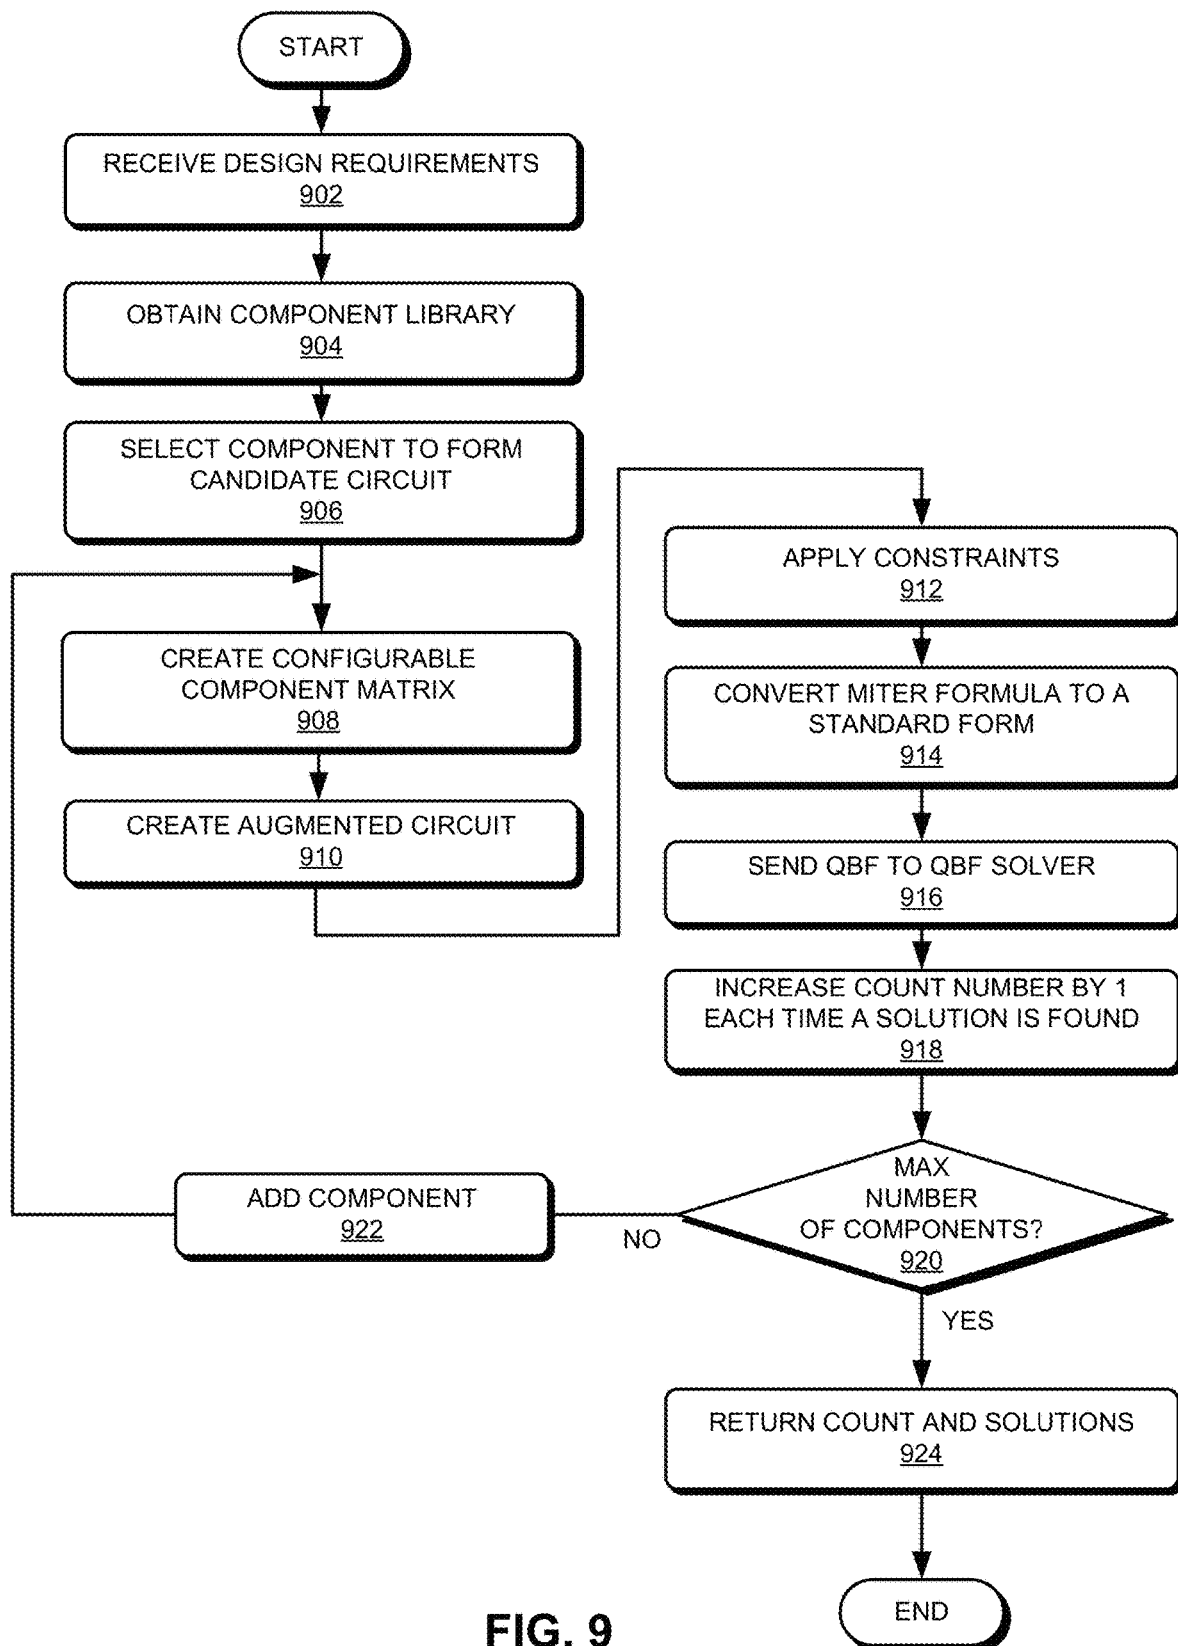 START
RECEIVE DESIGN REQUIREMENTS
902
OBTAIN COMPONENT LIBRARY
904
SELECT COMPONENT TO FORM
CANDIDATE CIRCUIT
906
CREATE CONFIGURABLE
COMPONENT MATRIX
908
CREATE AUGMENTED CIRCUIT
910
APPLY CONSTRAINTS
912
CONVERT MITER FORMULA TO A
STANDARD FORM
914
SEND QBF TO QBF SOLVER
916
INCREASE COUNT NUMBER BY 1
EACH TIME A SOLUTION IS FOUND
918
MAX
NUMBER
OF COMPONENTS?
920
NO
ADD COMPONENT
922
YES
RETURN COUNT AND SOLUTIONS
924
END
FIG. 9